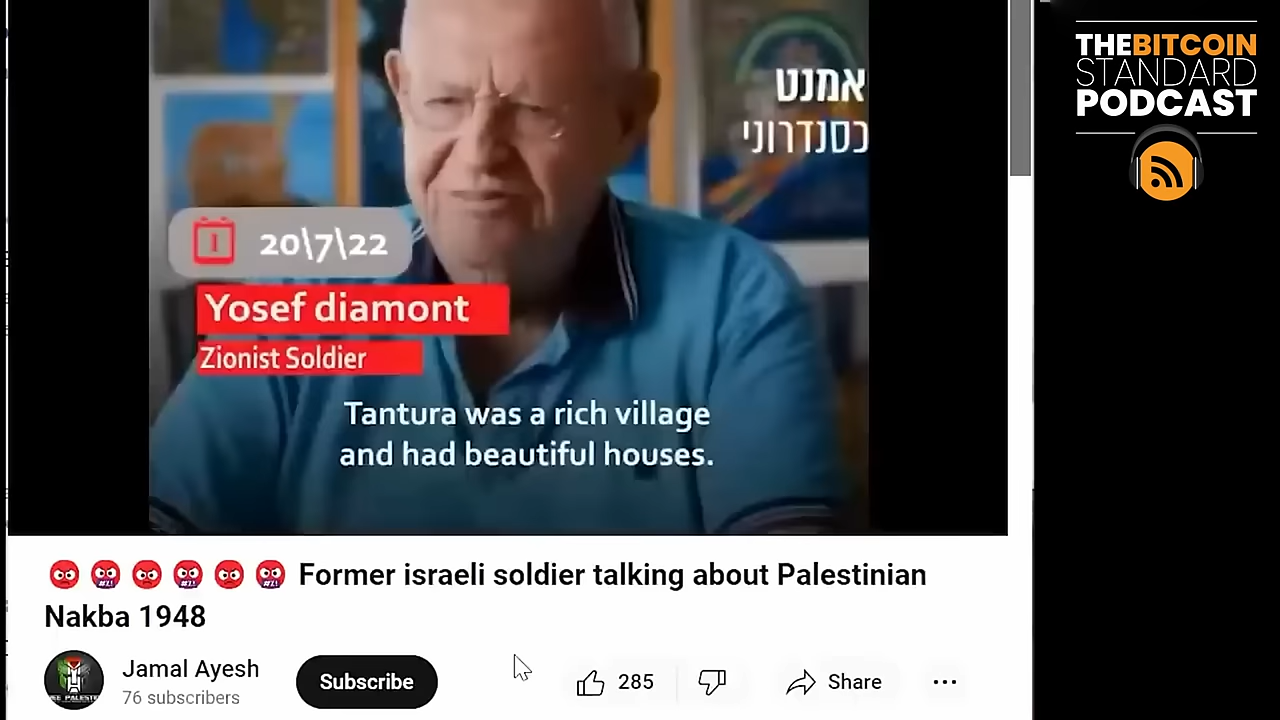 אמנט
כסנדרוני
THEBITCOIN
STANDARD
PODCAST
20\7\22
Yosef diamont
Zionist Soldier
Tantura was a rich village
and had beautiful houses.
Former israeli soldier talking about Palestinian
Nakba 1948
Jamal Ayesh
76 subscribers
Subscribe
285
Share